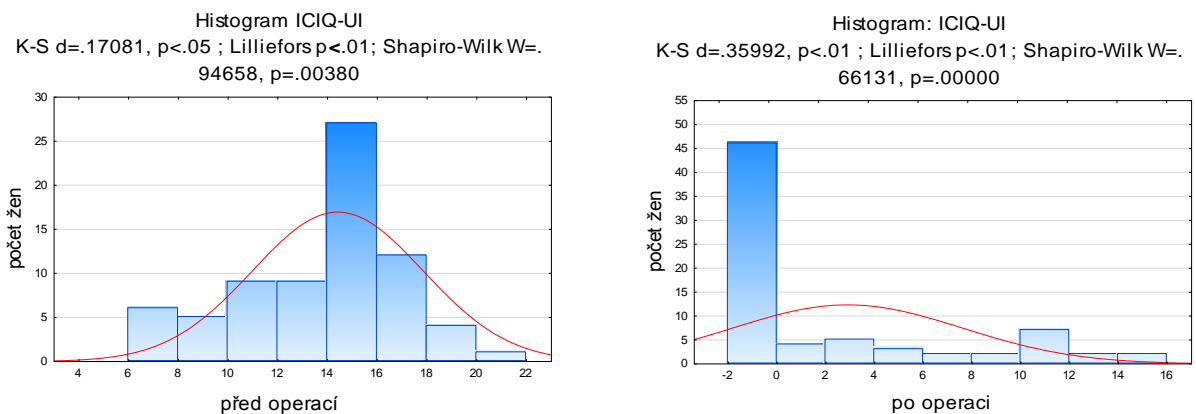 Histogram ICIQ-UI
K-S d=.17081, p<.05 ; Lilliefors p<.01; Shapiro-Wilk W=.
94658, p=.00380
30
25
20
15
10
5
0
počet žen
4 6 8 10 12 14 16 18 20 22
před operací
Histogram: ICIQ-UI
K-S d=.35992, p<.01 ; Lilliefors p<.01; Shapiro-Wilk W=.
66131, p=.00000
55
50
45
40
35
30
25
20
15
10
5
0
počet žen
-2 0 2 4 6 8 10 12 14 16
po operaci